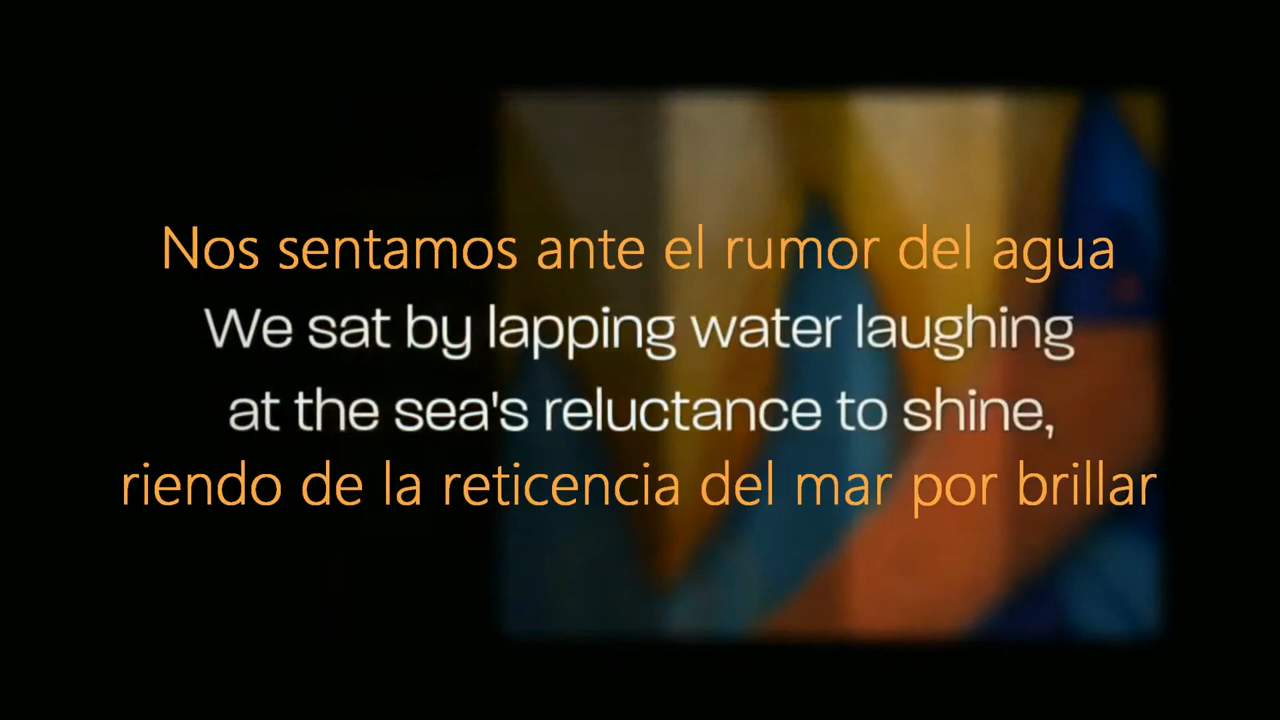 Nos sentamos ante el rumor del agua
We sat by lapping water laughing
at the sea's reluctance to shine,
riendo de la reticencia del mar por brillar